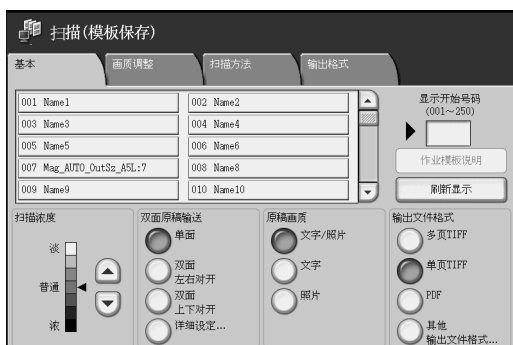 扫描(模板保存)
基本
画质调整
扫描方法
输出格式
001 Name1
002 Name2
003 Name3
004 Name4
005 Name5
006 Name6
007 Mag_AUTO_OutSz_A5L:7
008 Name8
009 Name9
010 Name10
显示开始号码
(001～250)
作业模板说明
刷新显示
扫描浓度
淡
普通
浓
双面原稿输送
单面
双面
左右对开
双面
上下对开
详细设定...
原稿画质
文字/照片
文字
照片
输出文件格式
多页TIFF
单页TIFF
PDF
其他
输出文件格式...